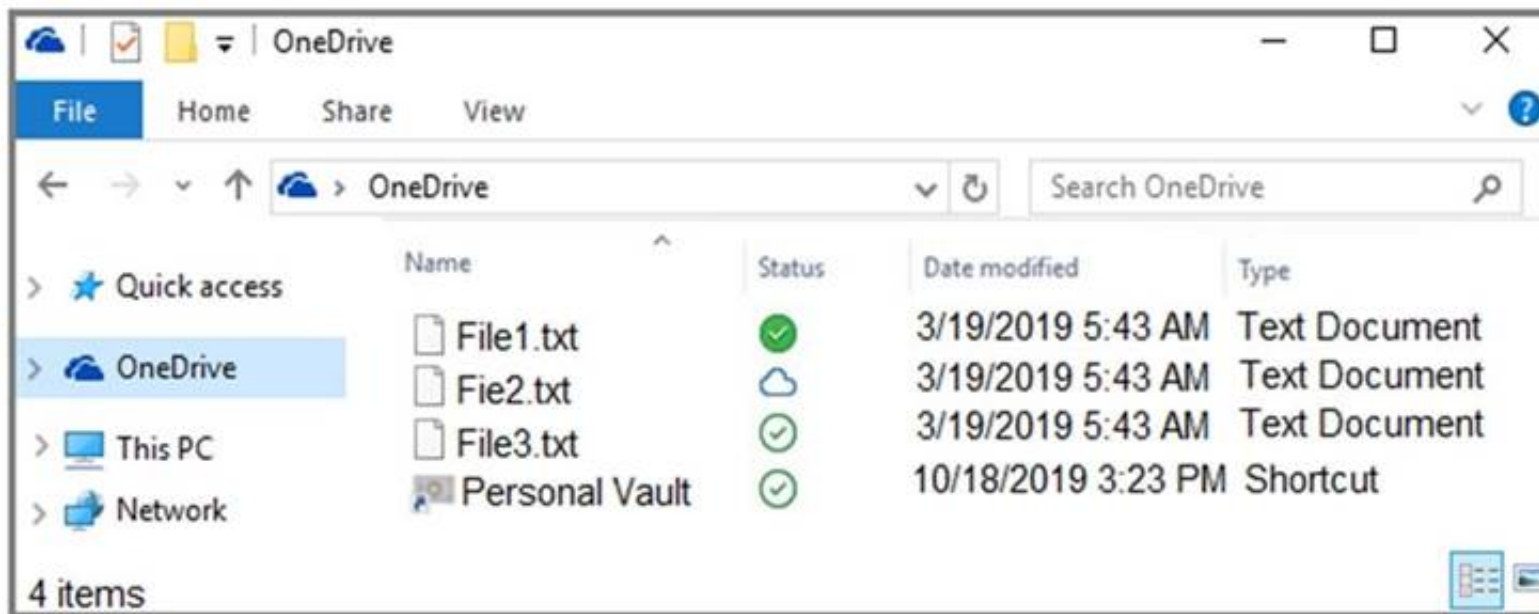 OneDrive
File Home Share View
OneDrive Search OneDrive
Name Status Date modified Type
Quick access
OneDrive
This PC
Network
File1.txt 3/19/2019 5:43 AM Text Document
Fie2.txt 3/19/2019 5:43 AM Text Document
File3.txt 3/19/2019 5:43 AM Text Document
Personal Vault 10/18/2019 3:23 PM Shortcut
4 items